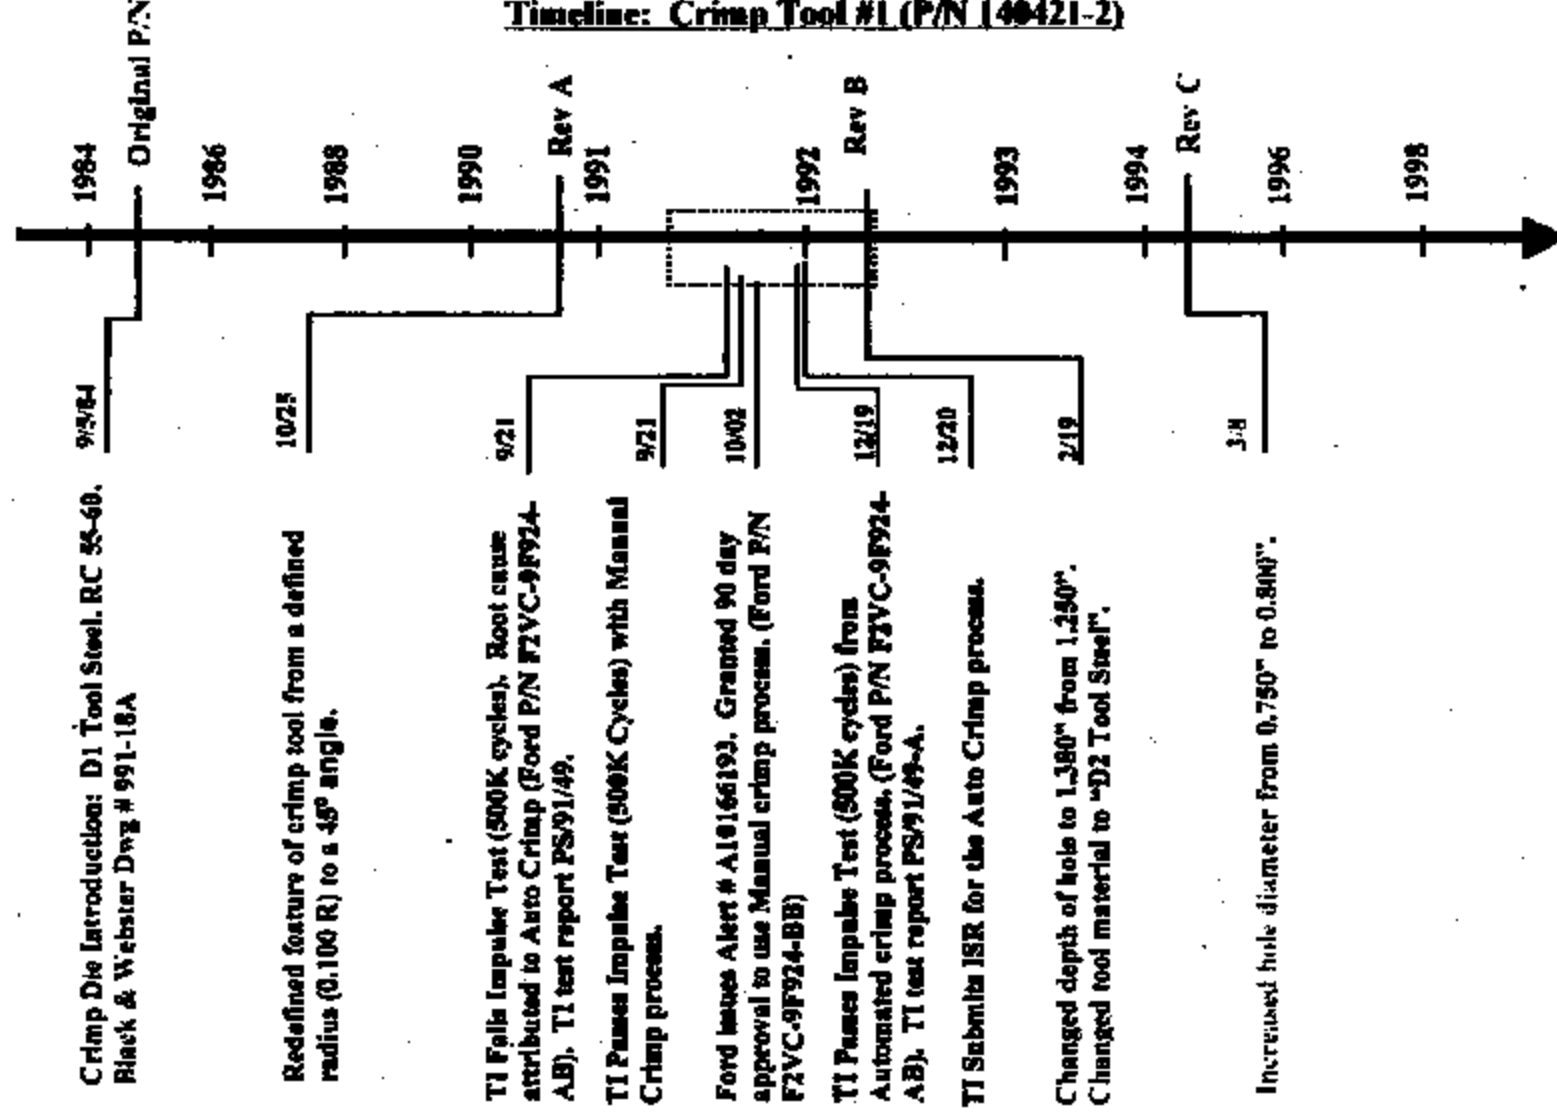 Timeline: Crimp Tool #1 (P/N 140421-2)
1984
Original P/N
1986
1988
1990
Rev A
1991
1992
Rev B
1993
1994
Rev C
1996
1998
9/5/84
Crimp Die Introduction: D1 Tool Steel. RC 55-60.
Black & Webster Dwg # 991-18A
10/25
Redefined feature of crimp tool from a defined
radius (0.100 R) to a 45° angle.
9/21
TI Fails Impulse Test (500K cycles). Root cause
attributed to Auto Crimp (Ford P/N F2VC-9F924-
AB). TI test report PS/91/49.
9/21
TI Passes Impulse Test (500K Cycles) with Manual
Crimp process.
10/02
Ford issues Alert # A10166193. Granted 90 day
approval to use Manual crimp process. (Ford P/N
F2VC-9F924-BB)
12/19
TI Passes Impulse Test (500K cycles) from
Automated crimp process. (Ford P/N F2VC-9F924-
AB). TI test report PS/91/49-A.
12/20
TI Submits ISR for the Auto Crimp process.
2/19
Changed depth of hole to 1.380" from 1.250".
Changed tool material to "D2 Tool Steel".
3/8
Increased hole diameter from 0.750" to 0.800".